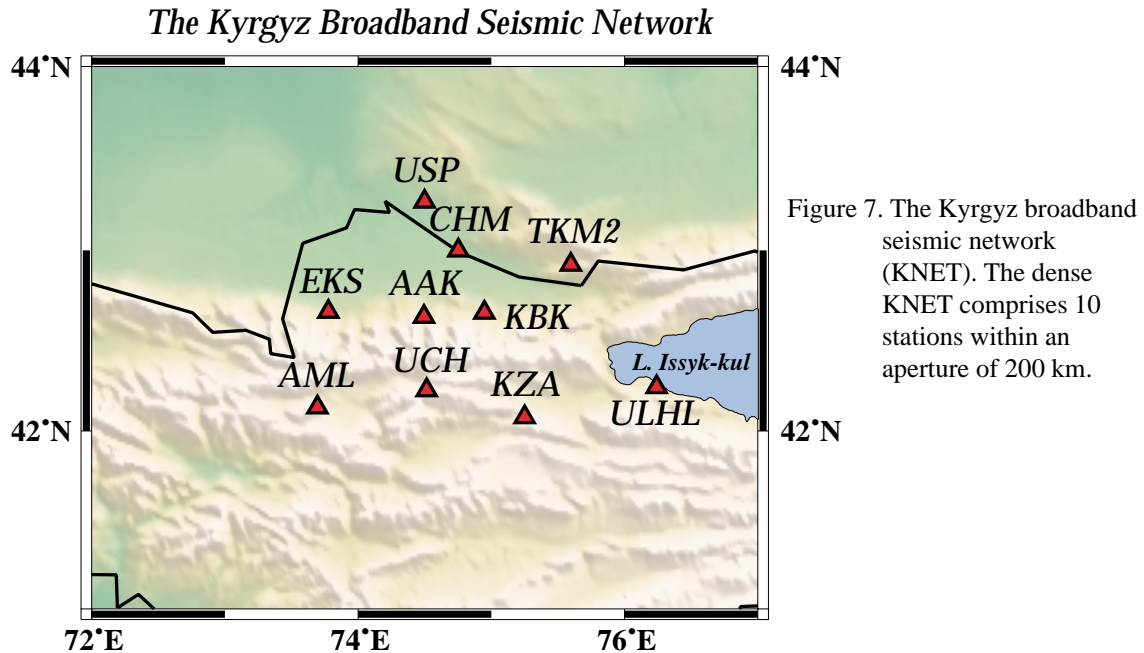 The Kyrgyz Broadband Seismic Network
44°N
44°N
USP
CHM
TKM2
EKS
AAK
KBK
UCH
L. Issyk-kul
AML
KZA
ULHL
42°N
42°N
72°E
74°E
76°E
Figure 7. The Kyrgyz broadband
seismic network
(KNET). The dense
KNET comprises 10
stations within an
aperture of 200 km.